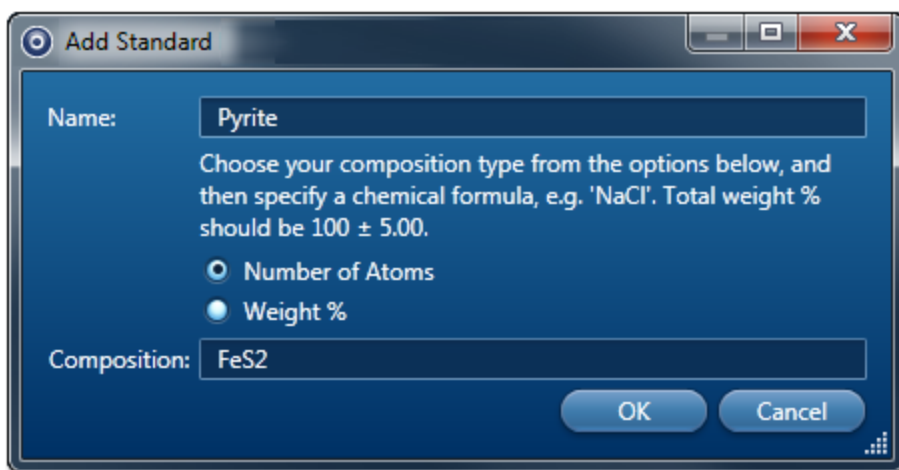 Add Standard
Name: Pyrite
Choose your composition type from the options below, and
then specify a chemical formula, e.g. 'NaCl'. Total weight %
should be 100 ± 5.00.
Number of Atoms
Weight %
Composition: FeS2
OK Cancel